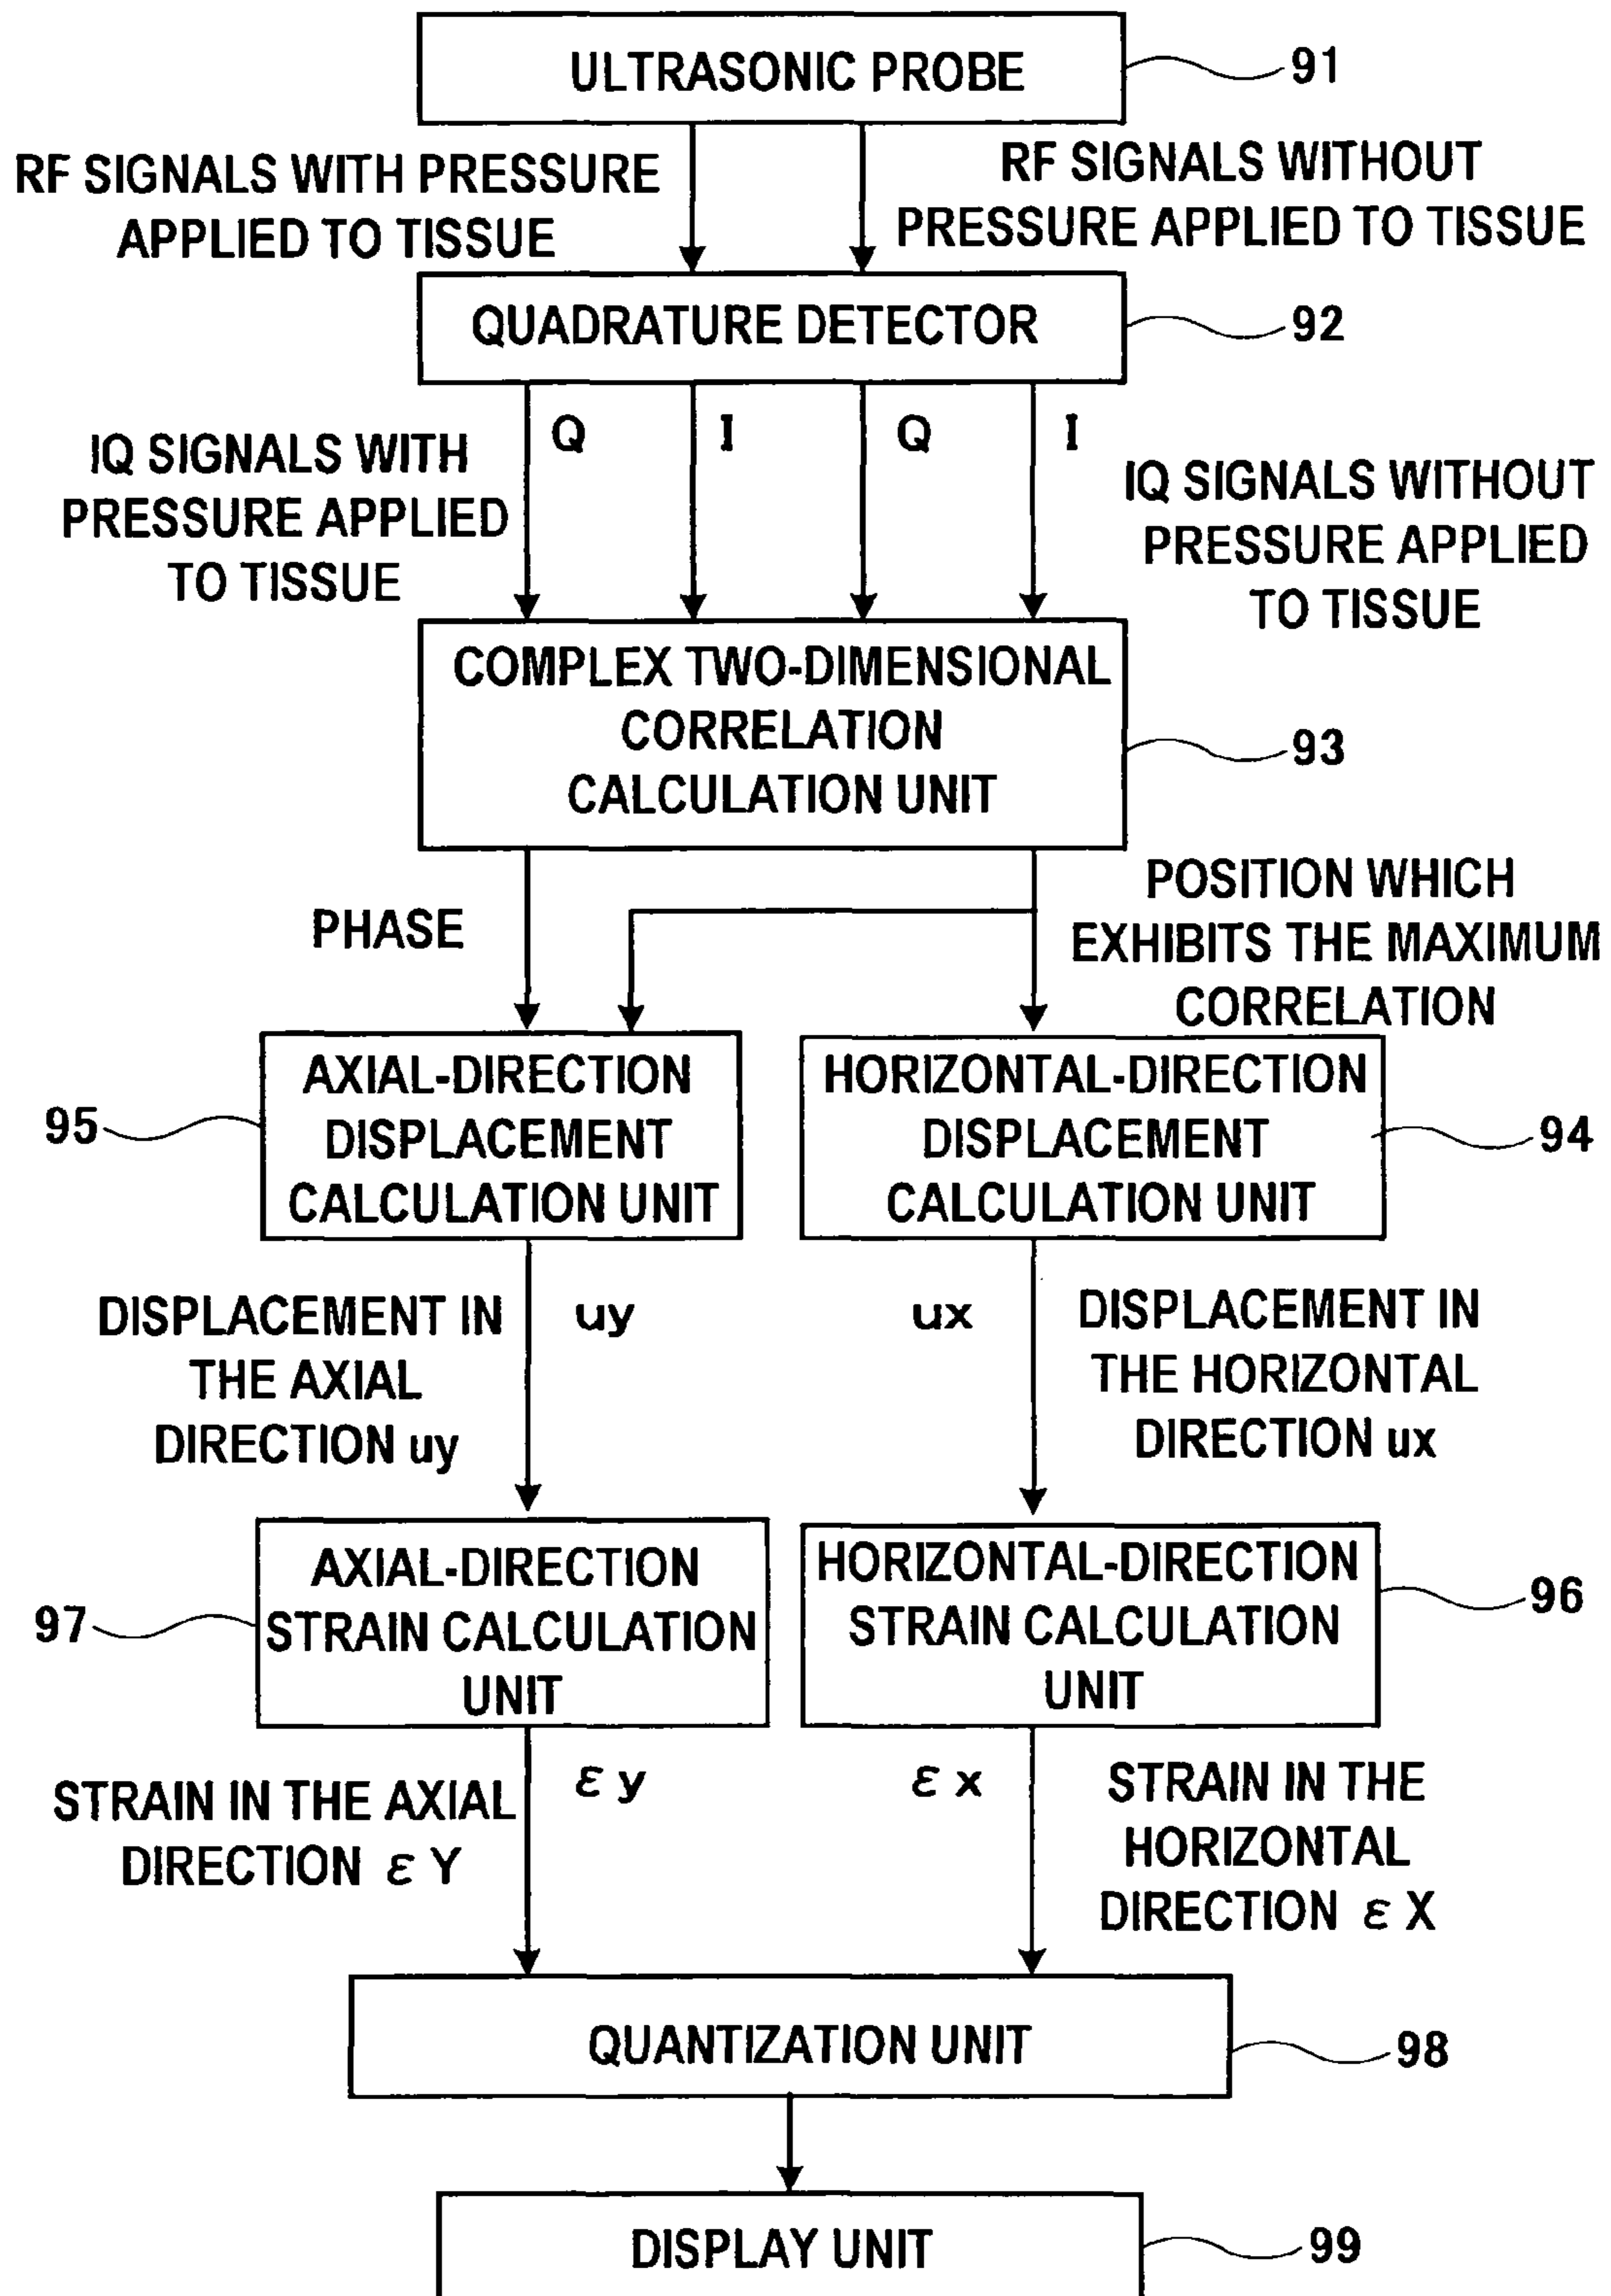 ULTRASONIC PROBE
91
RF SIGNALS WITH PRESSURE
APPLIED TO TISSUE
RF SIGNALS WITHOUT
PRESSURE APPLIED TO TISSUE
QUADRATURE DETECTOR
92
Q
I
Q
I
IQ SIGNALS WITH
PRESSURE APPLIED
TO TISSUE
IQ SIGNALS WITHOUT
PRESSURE APPLIED
TO TISSUE
COMPLEX TWO-DIMENSIONAL
CORRELATION
CALCULATION UNIT
93
PHASE
POSITION WHICH
EXHIBITS THE MAXIMUM
CORRELATION
95
AXIAL-DIRECTION
DISPLACEMENT
CALCULATION UNIT
HORIZONTAL-DIRECTION
DISPLACEMENT
CALCULATION UNIT
94
DISPLACEMENT IN
THE AXIAL
DIRECTION uy
uy
ux
DISPLACEMENT IN
THE HORIZONTAL
DIRECTION ux
97
AXIAL-DIRECTION
STRAIN CALCULATION
UNIT
HORIZONTAL-DIRECTION
STRAIN CALCULATION
UNIT
96
STRAIN IN THE AXIAL
DIRECTION ε Y
ε y
ε x
STRAIN IN THE
HORIZONTAL
DIRECTION ε X
QUANTIZATION UNIT
98
DISPLAY UNIT
99